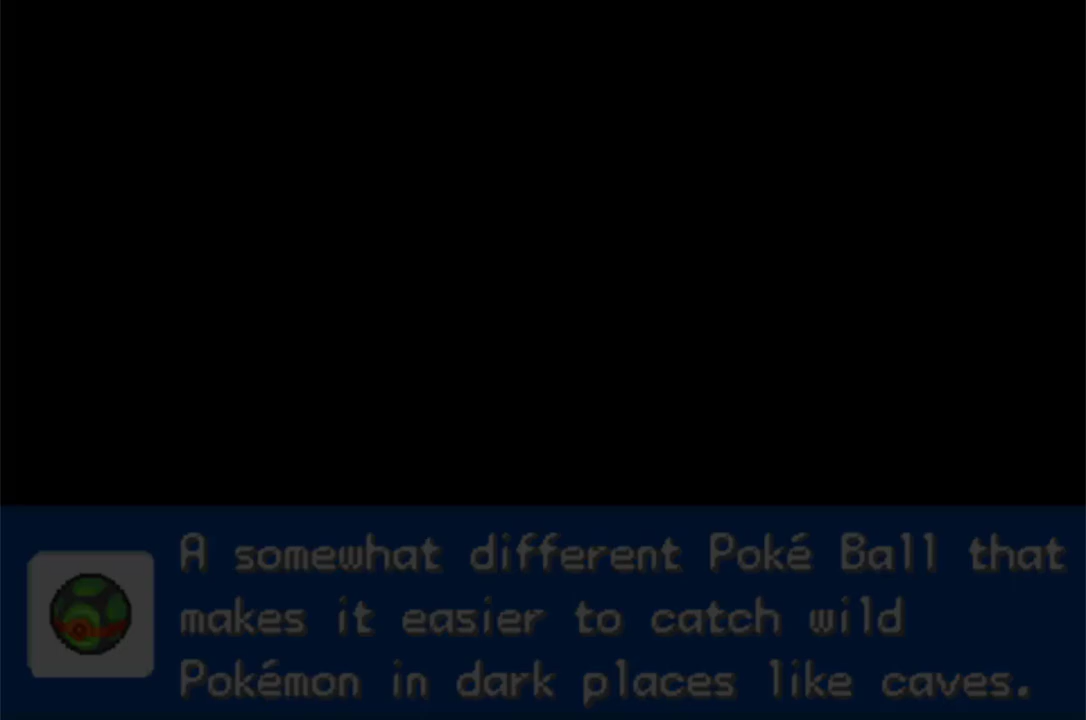 A somewhat different Poké Ball that
makes it easier to catch wild
Pokémon in dark places like caves.